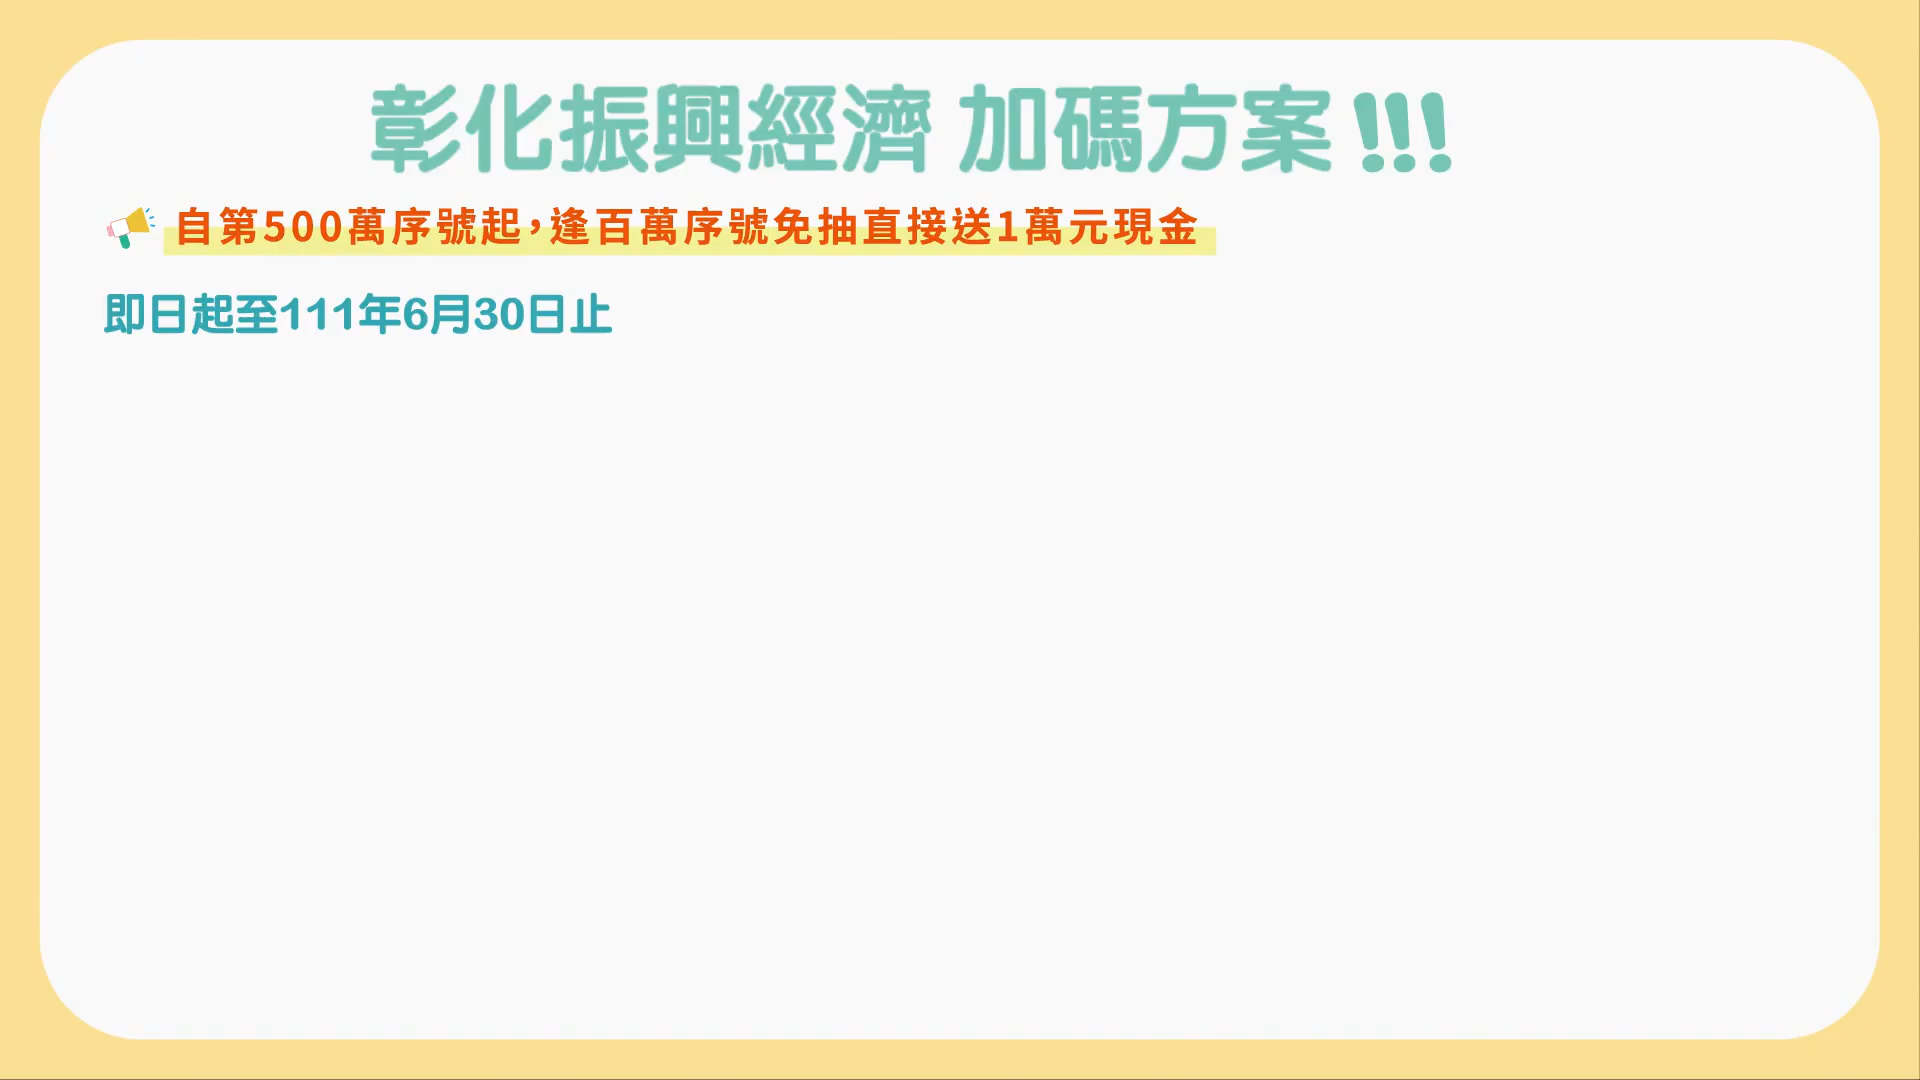 彰化振興經濟 加碼方案!!!
自第500萬序號起,逢百萬序號免抽直接送1萬元現金
即日起至111年6月30日止